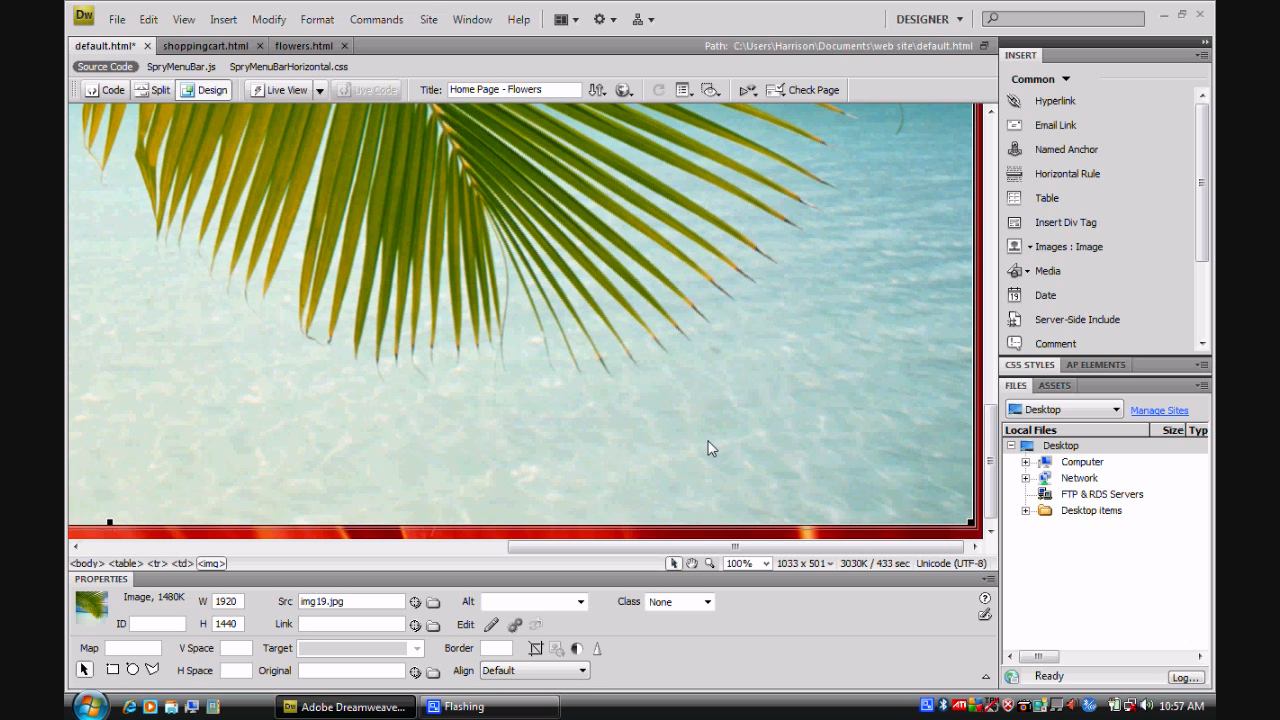 Dw File Edit View Insert Modify Format Commands Site Window Help DESIGNER
default.html* shoppingcart.html flowers.html Path: C:\Users\Harrison\Documents\web site\default.html
Source Code SpryMenuBar.js SpryMenuBarHorizontal.css
Code Split Design Live View Live Code Title: Home Page - Flowers Check Page
INSERT
Common
Hyperlink
Email Link
Named Anchor
Horizontal Rule
Table
Insert Div Tag
Images : Image
Media
19 Date
Server-Side Include
Comment
CSS STYLES AP ELEMENTS
FILES ASSETS
Desktop Manage Sites
Local Files Size Typ
Desktop
Computer
Network
FTP & RDS Servers
Desktop items
Ready Log...
<body> <table> <tr> <td> <img> 100% 1033 x 501 3030K / 433 sec Unicode (UTF-8)
PROPERTIES
Image, 1480K W 1920 Src img19.jpg Alt Class None
ID H 1440 Link Edit
Map V Space Target Border
H Space Original Align Default
Dw Adobe Dreamweave... Flashing ATI 10:57 AM